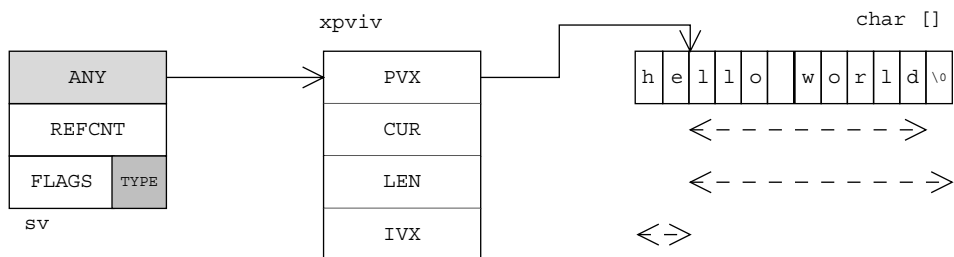 xpviv
char []
ANY
PVX
h e l l o   w o r l d \0
REFCNT
CUR
FLAGS TYPE
LEN
sv
IVX